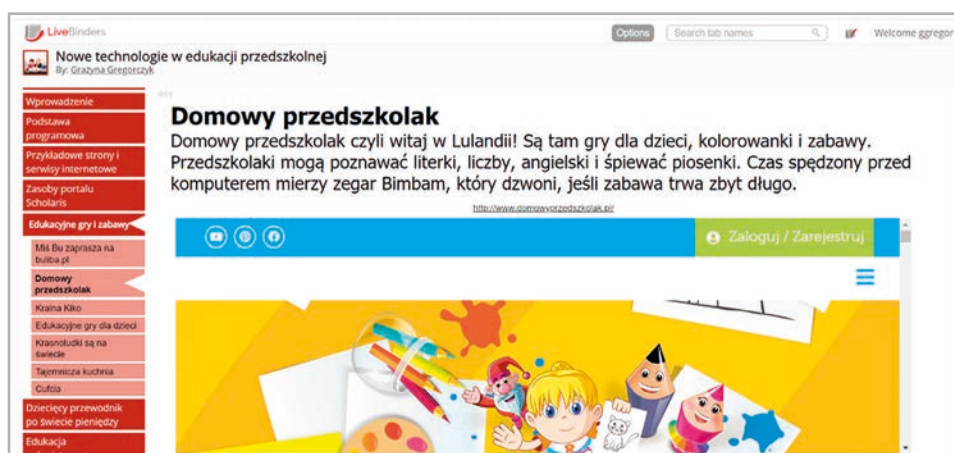 LiveBinders
Options
Search tab names
Welcome ggregor
Nowe technologie w edukacji przedszkolnej
By: Grażyna Gregorczyk
Wprowadzenie
Podstawa
programowa
Przykładowe strony i
serwisy internetowe
Zasoby portalu
Scholaris
Edukacyjne gry i zabawy
Miś Bu zaprasza na
buliba.pl
Domowy
przedszkolak
Kraina Kiko
Edukacyjne gry dla dzieci
Krasnoludki są na
świecie
Tajemnicza kuchnia
Cufcia
Dziecięcy przewodnik
po świecie pieniędzy
Edukacja
Domowy przedszkolak
Domowy przedszkolak czyli witaj w Lulandii! Są tam gry dla dzieci, kolorowanki i zabawy.
Przedszkolaki mogą poznawać literki, liczby, angielski i śpiewać piosenki. Czas spędzony przed
komputerem mierzy zegar Bimbam, który dzwoni, jeśli zabawa trwa zbyt długo.
http://www.domowyprzedszkolak.pl/
Zaloguj / Zarejestruj